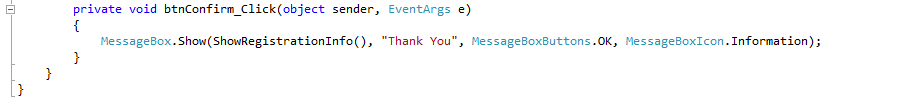 private void btnConfirm_Click(object sender, EventArgs e)
{
MessageBox.Show(ShowRegistrationInfo(), "Thank You", MessageBoxButtons.OK, MessageBoxIcon.Information);
}
}
}